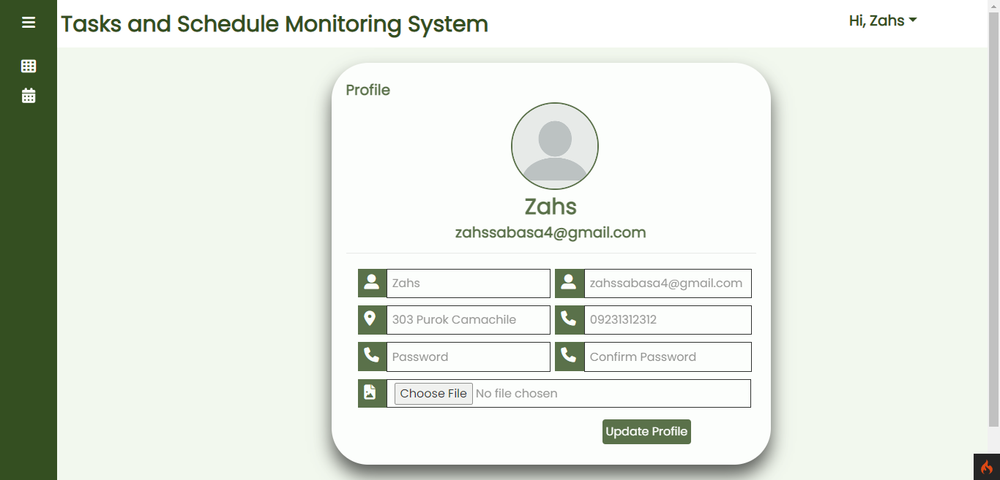 Tasks and Schedule Monitoring System
Hi, Zahs
Profile
Zahs
zahssabasa4@gmail.com
Zahs
zahssabasa4@gmail.com
303 Purok Camachile
09231312312
Password
Confirm Password
Choose File No file chosen
Update Profile